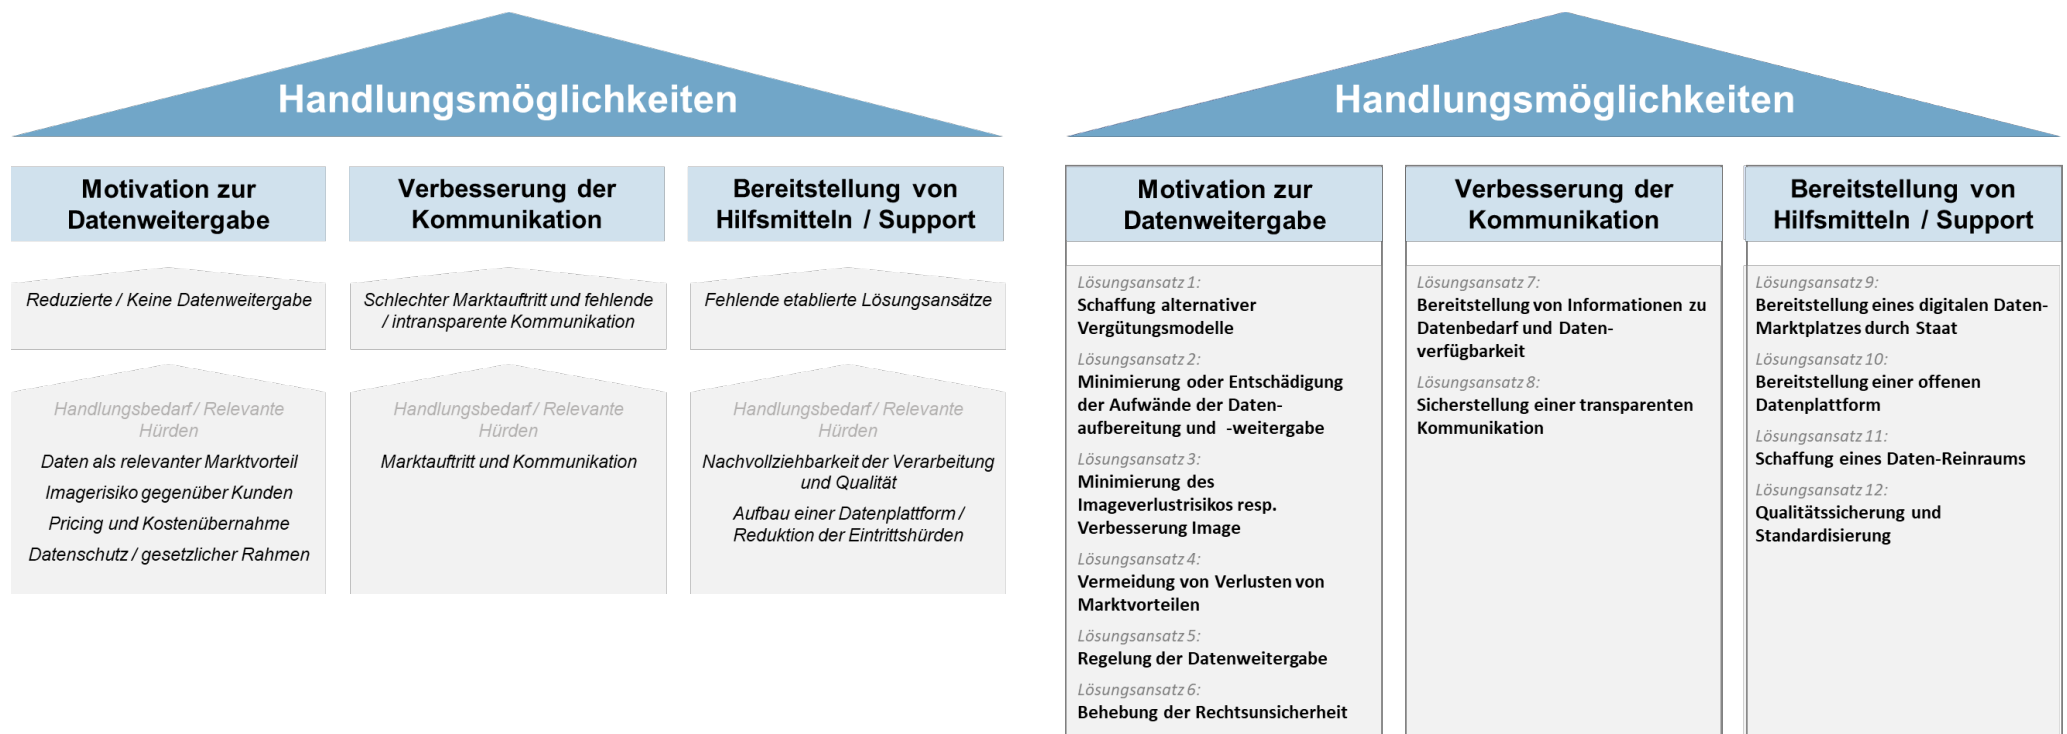 Handlungsmöglichkeiten
Motivation zur
Datenweitergabe
Verbesserung der
Kommunikation
Bereitstellung von
Hilfsmitteln / Support
Reduzierte / Keine Datenweitergabe
Schlechter Marktauftritt und fehlende
/ intransparente Kommunikation
Fehlende etablierte Lösungsansätze
Handlungsbedarf / Relevante
Hürden
Daten als relevanter Marktvorteil
Imagerisiko gegenüber Kunden
Pricing und Kostenübernahme
Datenschutz / gesetzlicher Rahmen
Handlungsbedarf / Relevante
Hürden
Marktauftritt und Kommunikation
Handlungsbedarf / Relevante
Hürden
Nachvollziehbarkeit der Verarbeitung
und Qualität
Aufbau einer Datenplattform /
Reduktion der Eintrittshürden
Handlungsmöglichkeiten
Motivation zur
Datenweitergabe
Verbesserung der
Kommunikation
Bereitstellung von
Hilfsmitteln / Support
Lösungsansatz 1:
Schaffung alternativer
Vergütungsmodelle
Lösungsansatz 2:
Minimierung oder Entschädigung
der Aufwände der Daten-
aufbereitung und -weitergabe
Lösungsansatz 3:
Minimierung des
Imageverlustrisikos resp.
Verbesserung Image
Lösungsansatz 4:
Vermeidung von Verlusten von
Marktvorteilen
Lösungsansatz 5:
Regelung der Datenweitergabe
Lösungsansatz 6:
Behebung der Rechtsunsicherheit
Lösungsansatz 7:
Bereitstellung von Informationen zu
Datenbedarf und Daten-
verfügbarkeit
Lösungsansatz 8:
Sicherstellung einer transparenten
Kommunikation
Lösungsansatz 9:
Bereitstellung eines digitalen Daten-
Marktplatzes durch Staat
Lösungsansatz 10:
Bereitstellung einer offenen
Datenplattform
Lösungsansatz 11:
Schaffung eines Daten-Reinraums
Lösungsansatz 12:
Qualitätssicherung und
Standardisierung